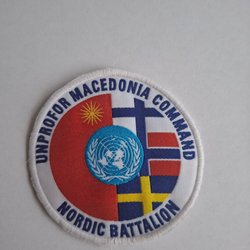 UNPROFOR MACEDONIA COMMAND
NORDIC BATTALION